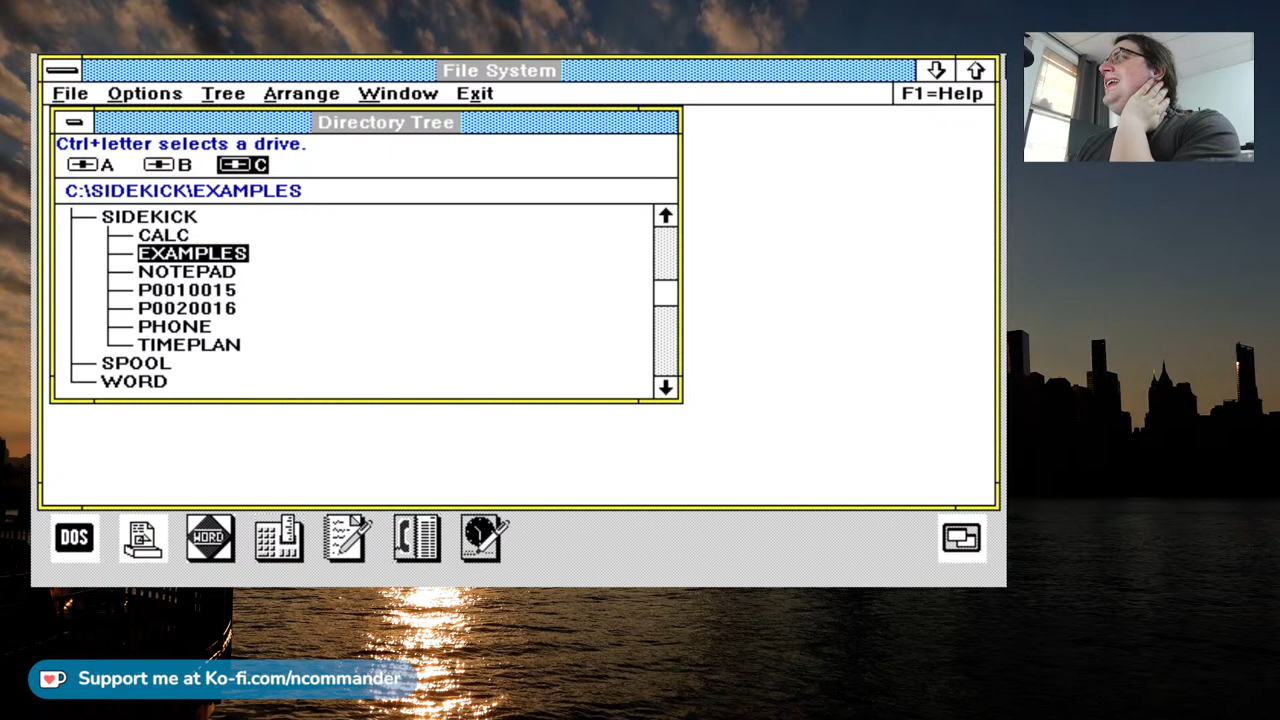 File System
File Options Tree Arrange Window Exit F1=Help
Directory Tree
Ctrl+letter selects a drive.
A B C
C:\SIDEKICK\EXAMPLES
SIDEKICK
CALC
EXAMPLES
NOTEPAD
P0010015
P0020016
PHONE
TIMEPLAN
SPOOL
WORD
DOS
WORD
Support me at Ko-fi.com/ncommander